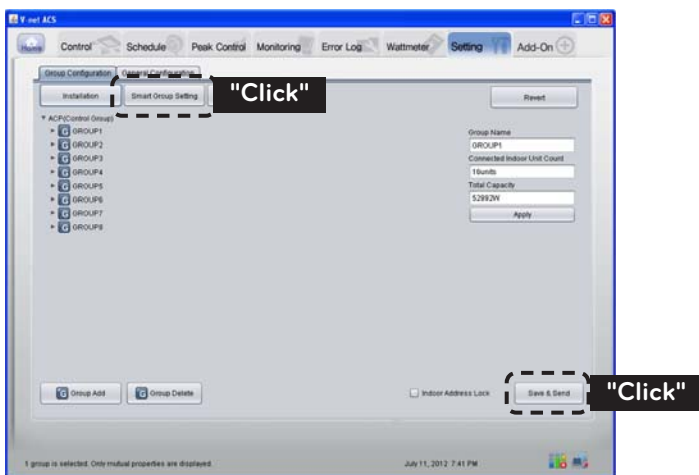 V-net ACS
Home Control Schedule Peak Control Monitoring Error Log Wattmeter Setting Add-On
Group Configuration General Configuration
Installation Smart Group Setting "Click" Revert
ACP(Control Group)
GROUP1
GROUP2
GROUP3
GROUP4
GROUP5
GROUP6
GROUP7
GROUP8
Group Name
GROUP1
Connected Indoor Unit Count
16units
Total Capacity
52892W
Apply
Group Add Group Delete Indoor Address Lock Save & Send "Click"
1 group is selected. Only mutual properties are displayed. July 11, 2012 7:41 PM